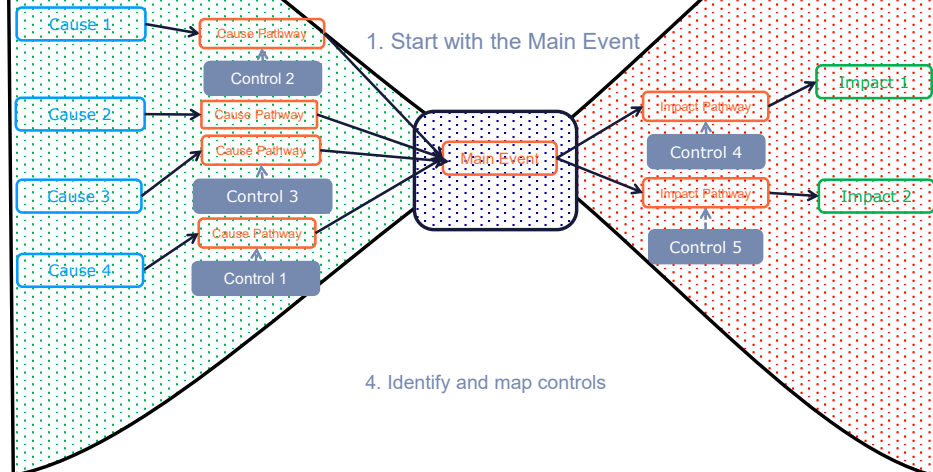 Cause 1
Cause Pathway
1. Start with the Main Event
Control 2
Impact 1
Cause 2
Cause Pathway
Impact Pathway
Cause Pathway
Main Event
Control 4
Cause 3
Control 3
Impact Pathway
Impact 2
Cause Pathway
Control 5
Cause 4
Control 1
4. Identify and map controls